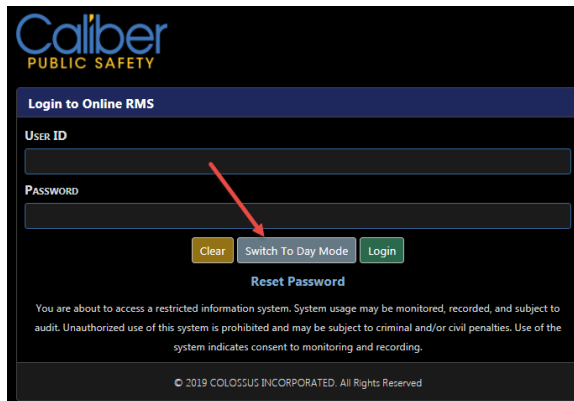 Caliber
PUBLIC SAFETY
Login to Online RMS
User ID
Password
Clear Switch To Day Mode Login
Reset Password
You are about to access a restricted information system. System usage may be monitored, recorded, and subject to
audit. Unauthorized use of this system is prohibited and may be subject to criminal and/or civil penalties. Use of the
system indicates consent to monitoring and recording.
© 2019 COLOSSUS INCORPORATED. All Rights Reserved